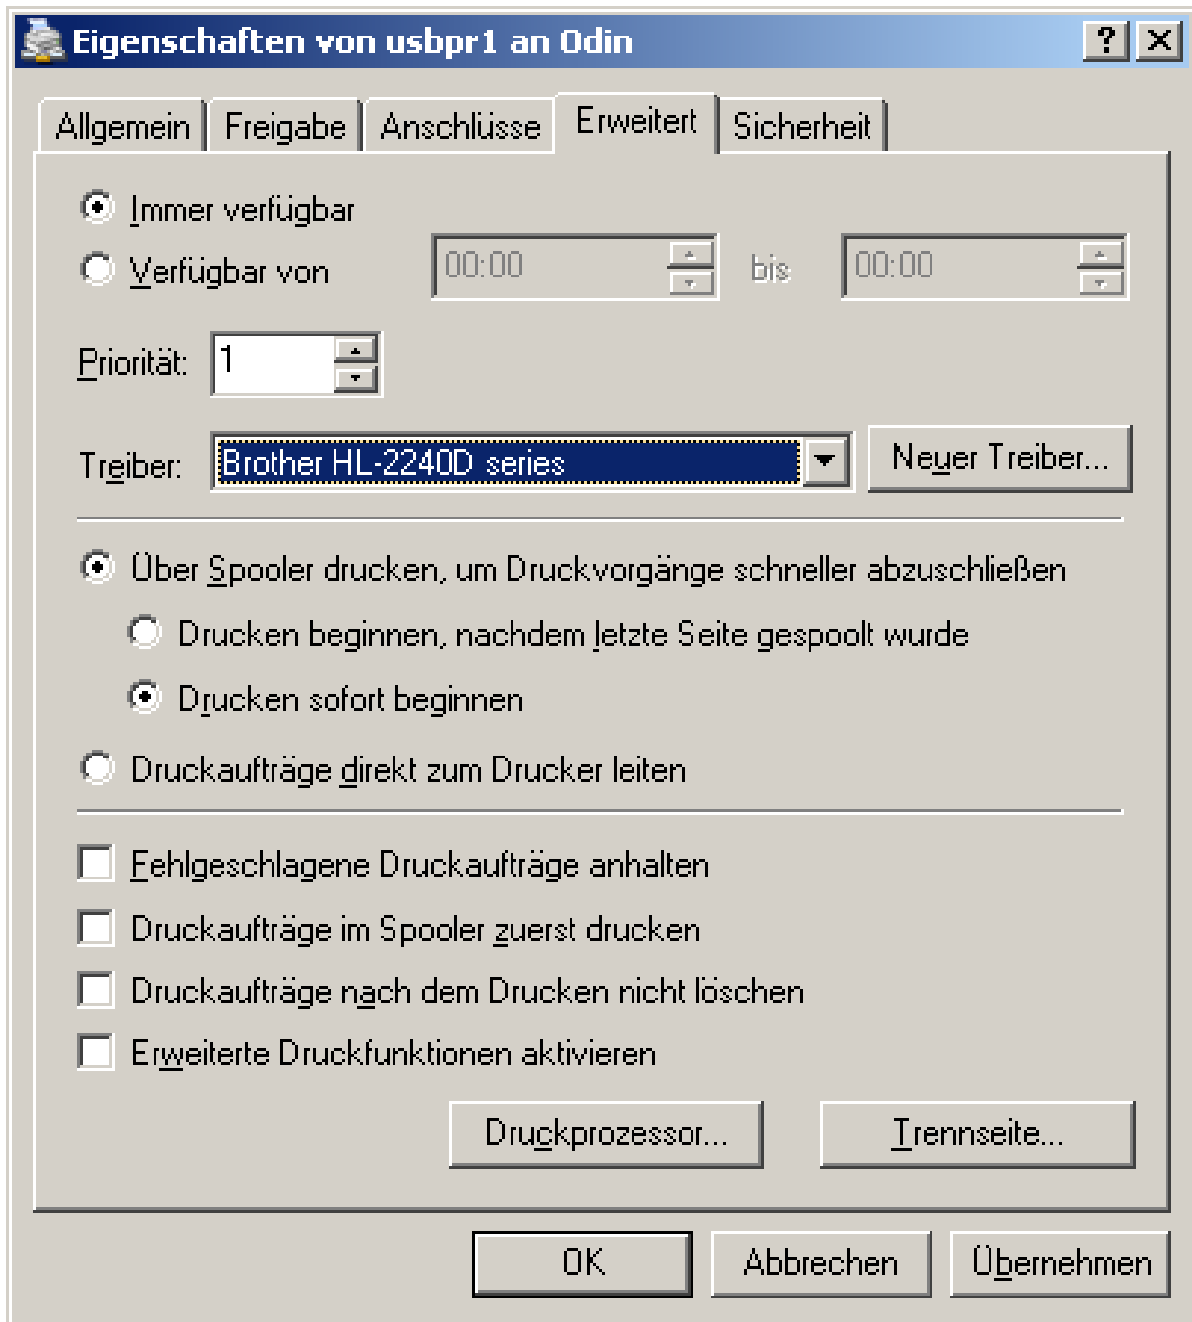 Eigenschaften von usbpr1 an Odin
Allgemein Freigabe Anschlüsse Erweitert Sicherheit
Immer verfügbar
Verfügbar von 00:00 bis 00:00
Priorität: 1
Treiber: Brother HL-2240D series Neuer Treiber...
Über Spooler drucken, um Druckvorgänge schneller abzuschließen
Drucken beginnen, nachdem letzte Seite gespoolt wurde
Drucken sofort beginnen
Druckaufträge direkt zum Drucker leiten
Fehlgeschlagene Druckaufträge anhalten
Druckaufträge im Spooler zuerst drucken
Druckaufträge nach dem Drucken nicht löschen
Erweiterte Druckfunktionen aktivieren
Druckprozessor... Trennseite...
OK Abbrechen Übernehmen